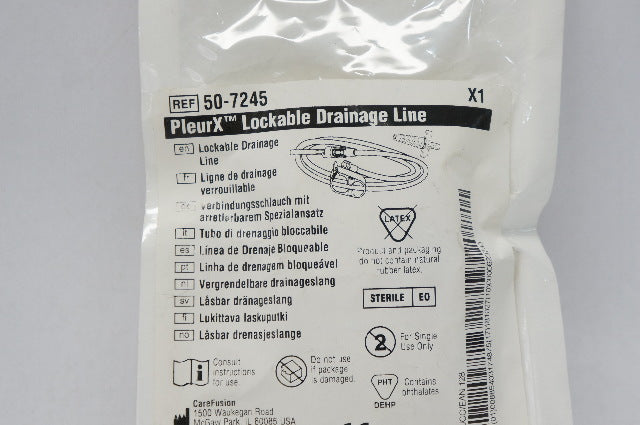 REF 50-7245 X1
PleurX™ Lockable Drainage Line
en Lockable Drainage
Line
fr Ligne de drainage
verrouillable
Verbindungsschlauch mit
arretierbarem Spezialansatz
it Tubo di drenaggio bloccabile
es Línea de Drenaje Bloqueable
pt Linha de drenagem bloqueável
nl Vergrendelbare drainageslang
sv Låsbar dränageslang
fi Lukittava laskuputki
no Låsbar drenasjeslange
LATEX
Product and packaging
do not contain natural
rubber latex.
STERILE EO
2 For Single
Use Only
Consult
instructions
for use.
Do not use
if package
is damaged.
PHT
DEHP
Contains
phthalates
CareFusion
1500 Waukegan Road
McGaw Park, IL 60085 USA
UCC/EAN 128